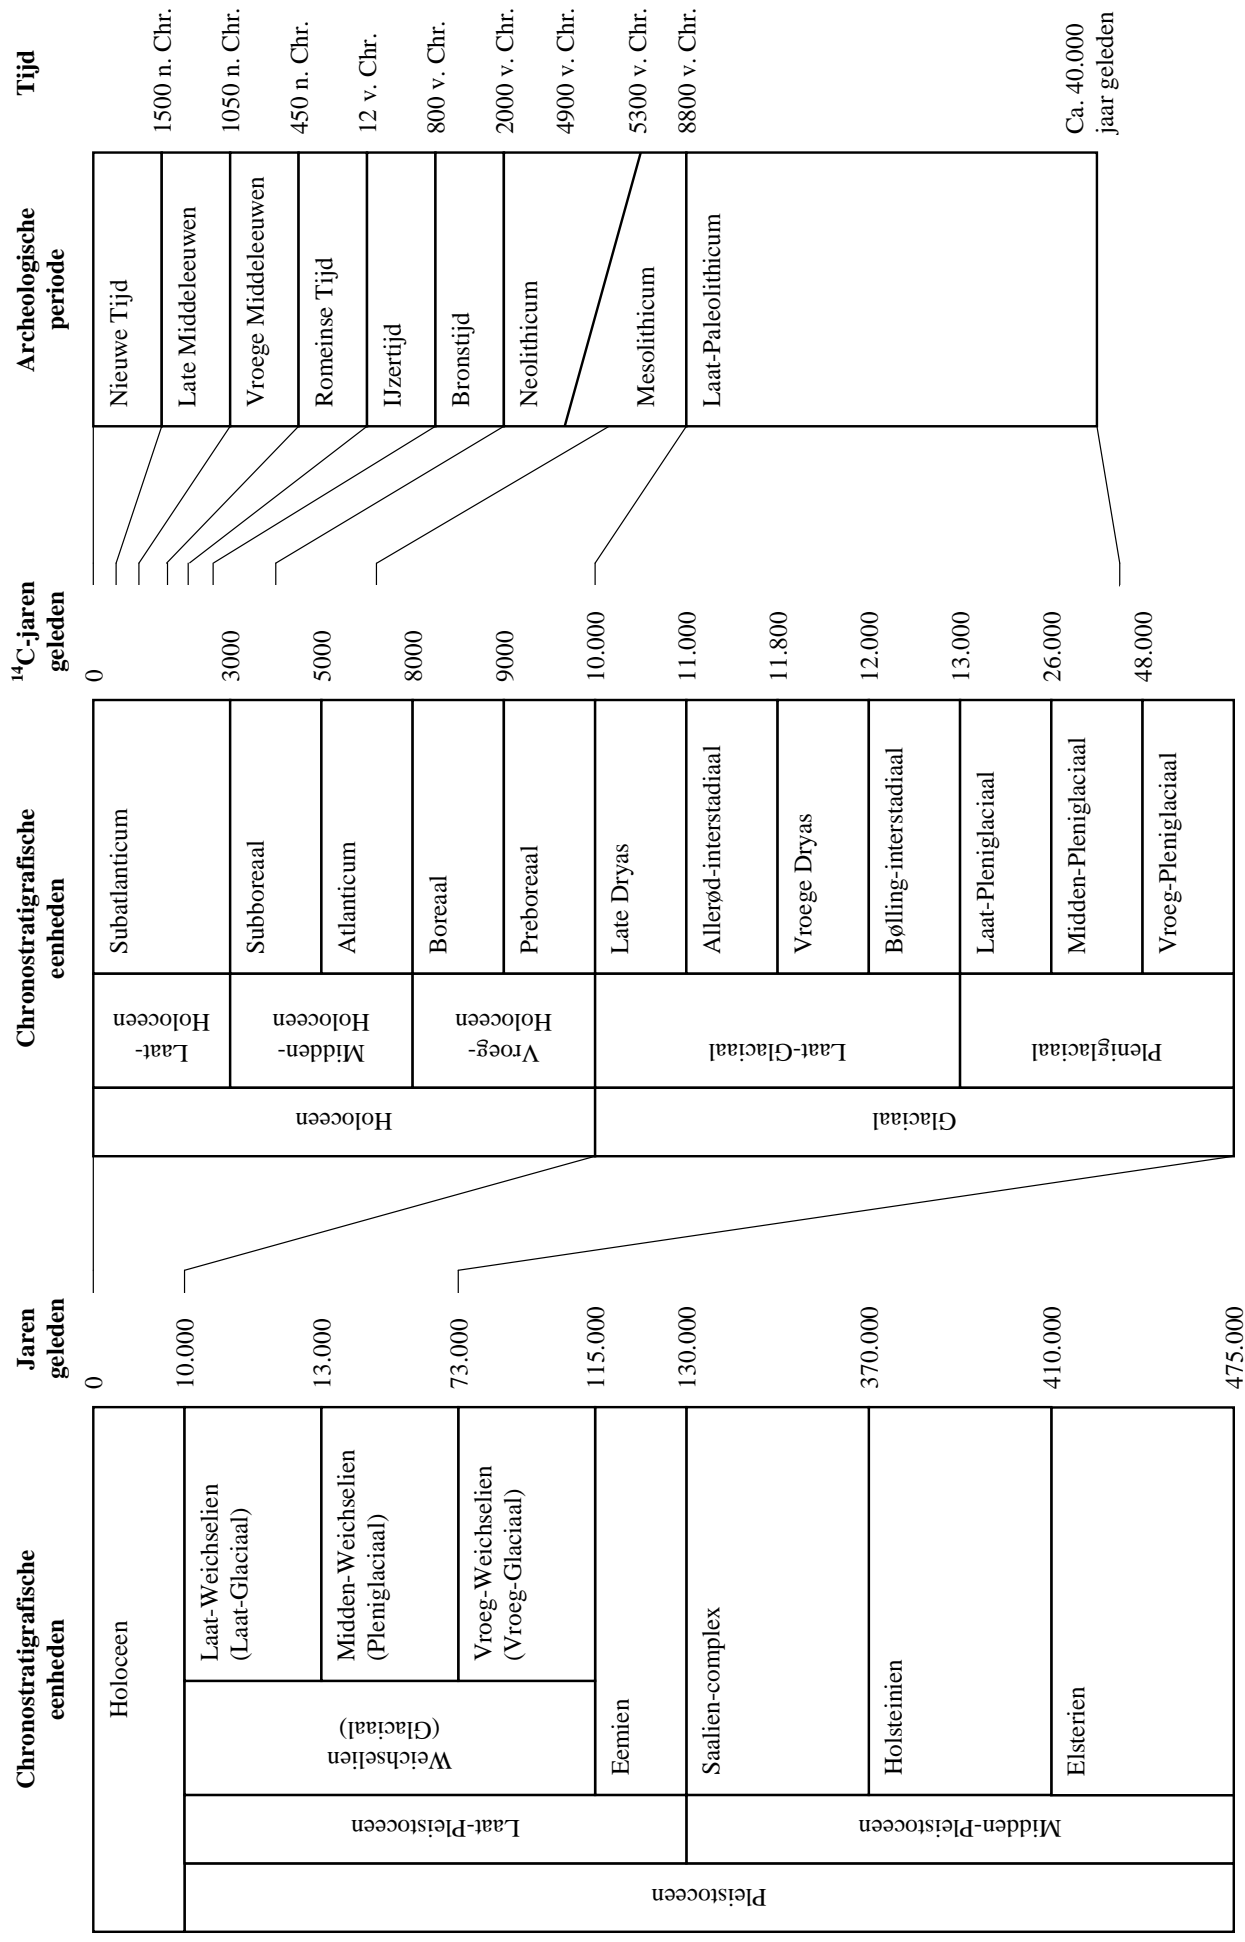 Chronostratigrafische
eenheden
Jaren
geleden
Chronostratigrafische
eenheden
14C-jaren
geleden
Archeologische
periode
Tijd
Pleistoceen
Laat-Pleistoceen
Midden-Pleistoceen
Weichselien
(Glaciaal)
Holoceen
Laat-Weichselien
(Laat-Glaciaal)
Midden-Weichselien
(Pleniglaciaal)
Vroeg-Weichselien
(Vroeg-Glaciaal)
Eemien
Saalien-complex
Holsteinien
Elsterien
0
10.000
13.000
73.000
115.000
130.000
370.000
410.000
475.000
Holoceen
Glaciaal
Laat-
Holoceen
Midden-
Holoceen
Vroeg-
Holoceen
Laat-Glaciaal
Pleniglaciaal
Subatlanticum
Subboreaal
Atlanticum
Boreaal
Preboreaal
Late Dryas
Allerød-interstadiaal
Vroege Dryas
Bølling-interstadiaal
Laat-Pleniglaciaal
Midden-Pleniglaciaal
Vroeg-Pleniglaciaal
0
3000
5000
8000
9000
10.000
11.000
11.800
12.000
13.000
26.000
48.000
Nieuwe Tijd
Late Middeleeuwen
Vroege Middeleeuwen
Romeinse Tijd
IJzertijd
Bronstijd
Neolithicum
Mesolithicum
Laat-Paleolithicum
1500 n. Chr.
1050 n. Chr.
450 n. Chr.
12 v. Chr.
800 v. Chr.
2000 v. Chr.
4900 v. Chr.
5300 v. Chr.
8800 v. Chr.
Ca. 40.000
jaar geleden